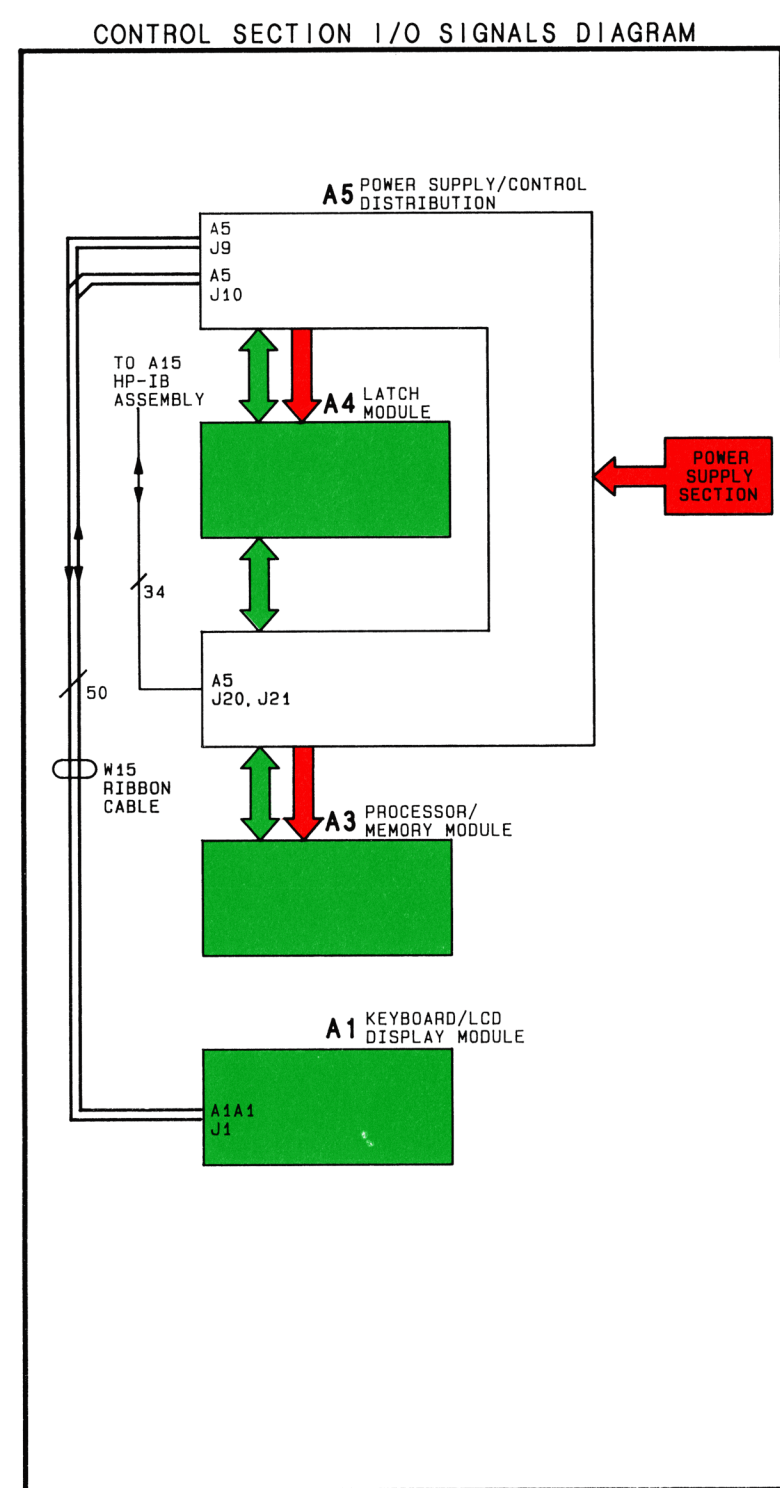 CONTROL SECTION I/O SIGNALS DIAGRAM
A5 POWER SUPPLY/CONTROL
DISTRIBUTION
A5
J9
A5
J10
TO A15
HP-IB
ASSEMBLY
A4 LATCH
MODULE
POWER
SUPPLY
SECTION
34
A5
J20, J21
50
W15
RIBBON
CABLE
A3 PROCESSOR/
MEMORY MODULE
A1 KEYBOARD/LCD
DISPLAY MODULE
A1A1
J1